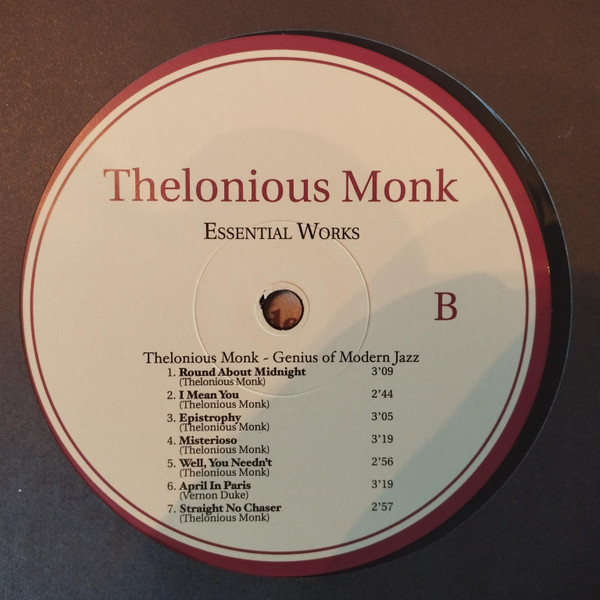 Thelonious Monk
ESSENTIAL WORKS
B
Thelonious Monk - Genius of Modern Jazz
1. Round About Midnight 3'09
(Thelonious Monk)
2. I Mean You 2'44
(Thelonious Monk)
3. Epistrophy 3'05
(Thelonious Monk)
4. Misterioso 3'19
(Thelonious Monk)
5. Well, You Needn't 2'56
(Thelonious Monk)
6. April In Paris 3'19
(Vernon Duke)
7. Straight No Chaser 2'57
(Thelonious Monk)